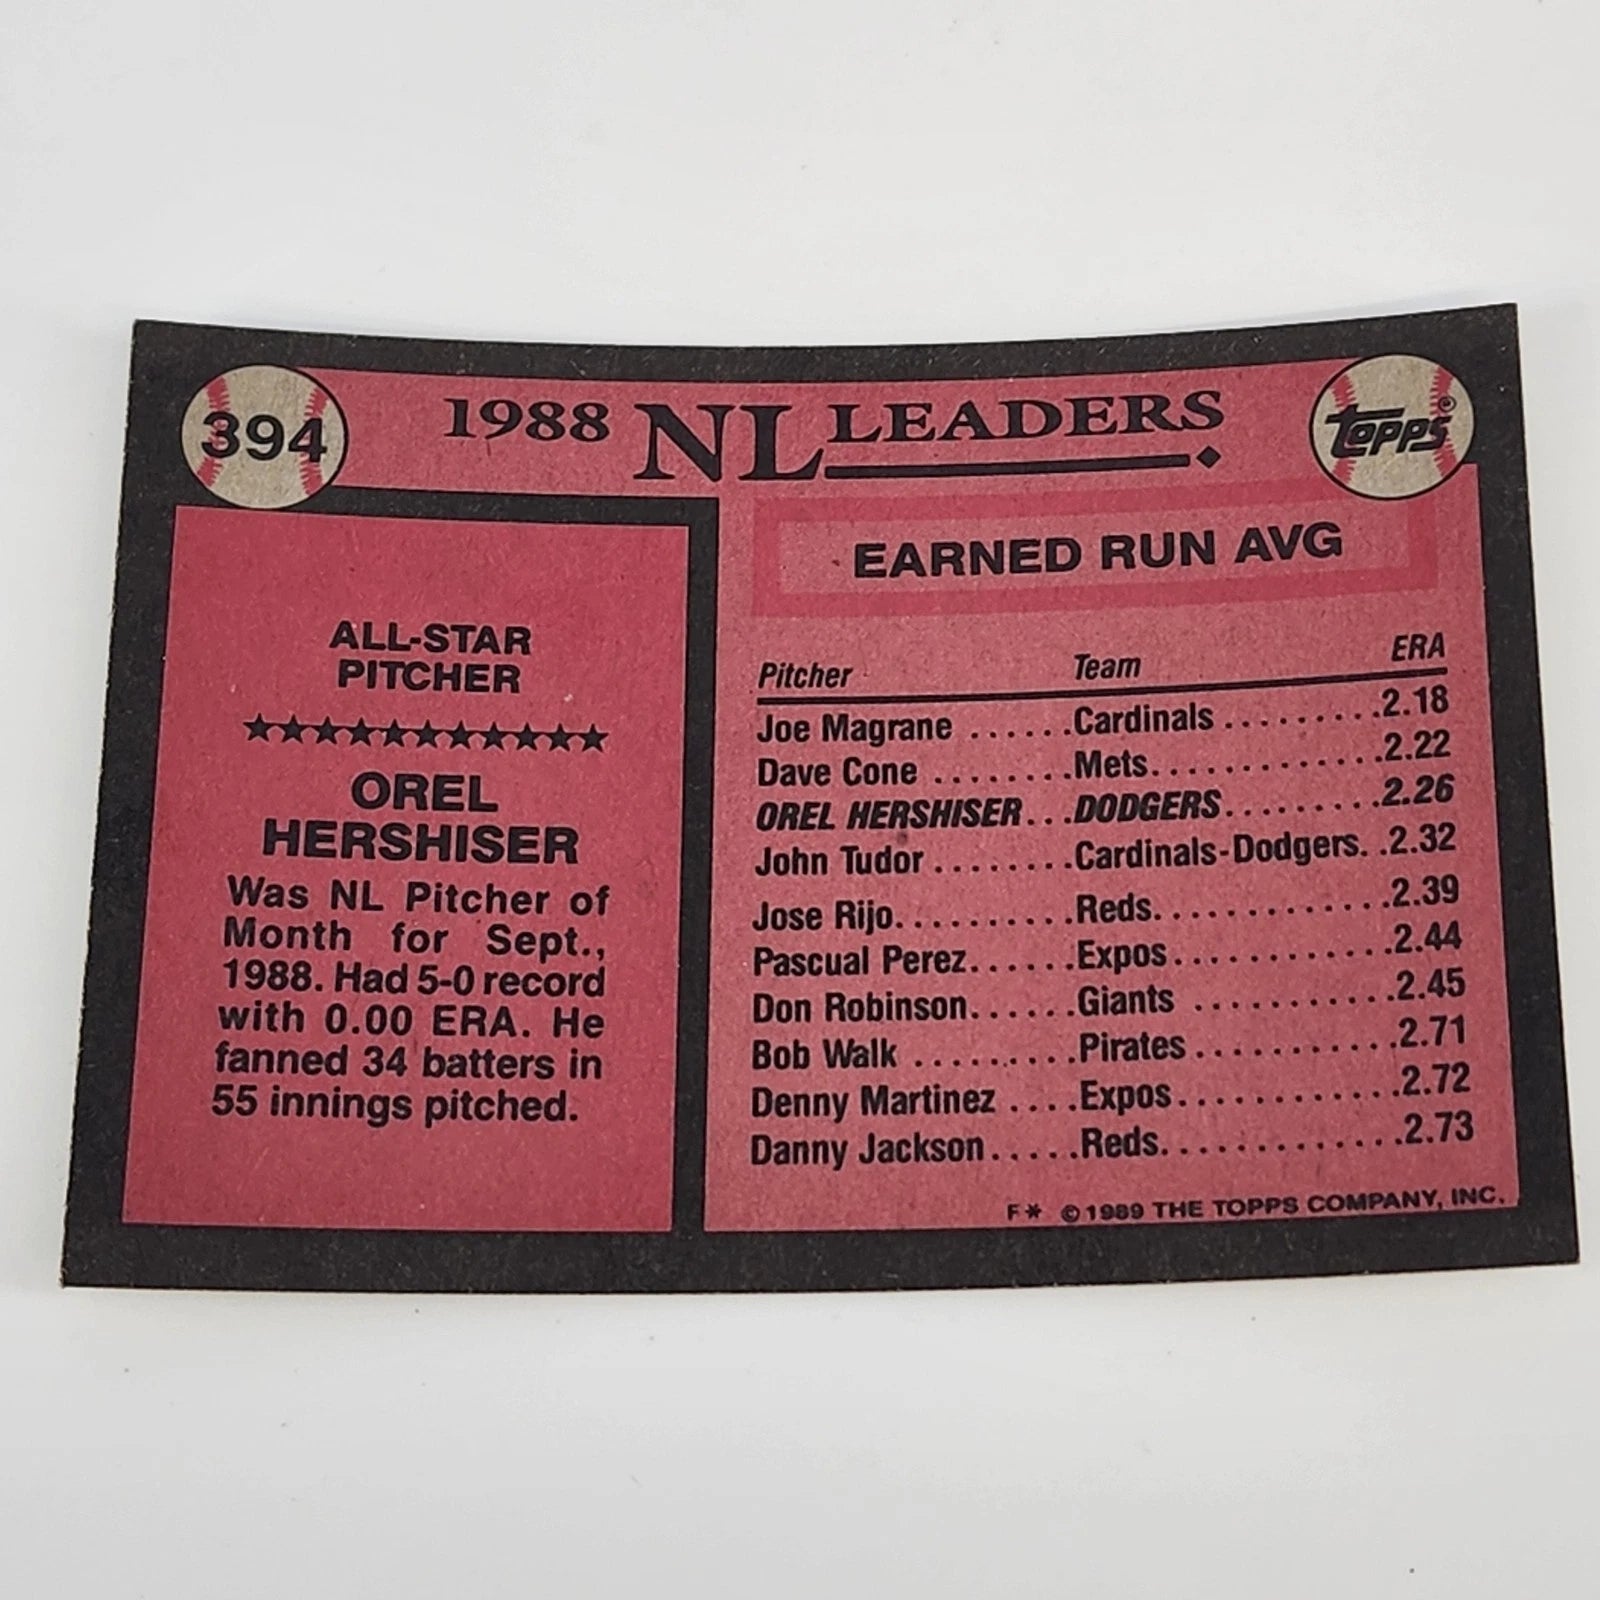 394
1988 NL LEADERS
Topps®
ALL-STAR
PITCHER
★★★★★★★★★★★
OREL
HERSHISER
Was NL Pitcher of
Month for Sept.,
1988. Had 5-0 record
with 0.00 ERA. He
fanned 34 batters in
55 innings pitched.
EARNED RUN AVG
Pitcher Team ERA
Joe Magrane ......Cardinals .........2.18
Dave Cone ........Mets.............2.22
OREL HERSHISER...DODGERS.........2.26
John Tudor ........Cardinals-Dodgers. .2.32
Jose Rijo..........Reds.............2.39
Pascual Perez......Expos............2.44
Don Robinson......Giants ...........2.45
Bob Walk .........Pirates...........2.71
Denny Martinez ....Expos............2.72
Danny Jackson.....Reds.............2.73
F* ©1989 THE TOPPS COMPANY, INC.